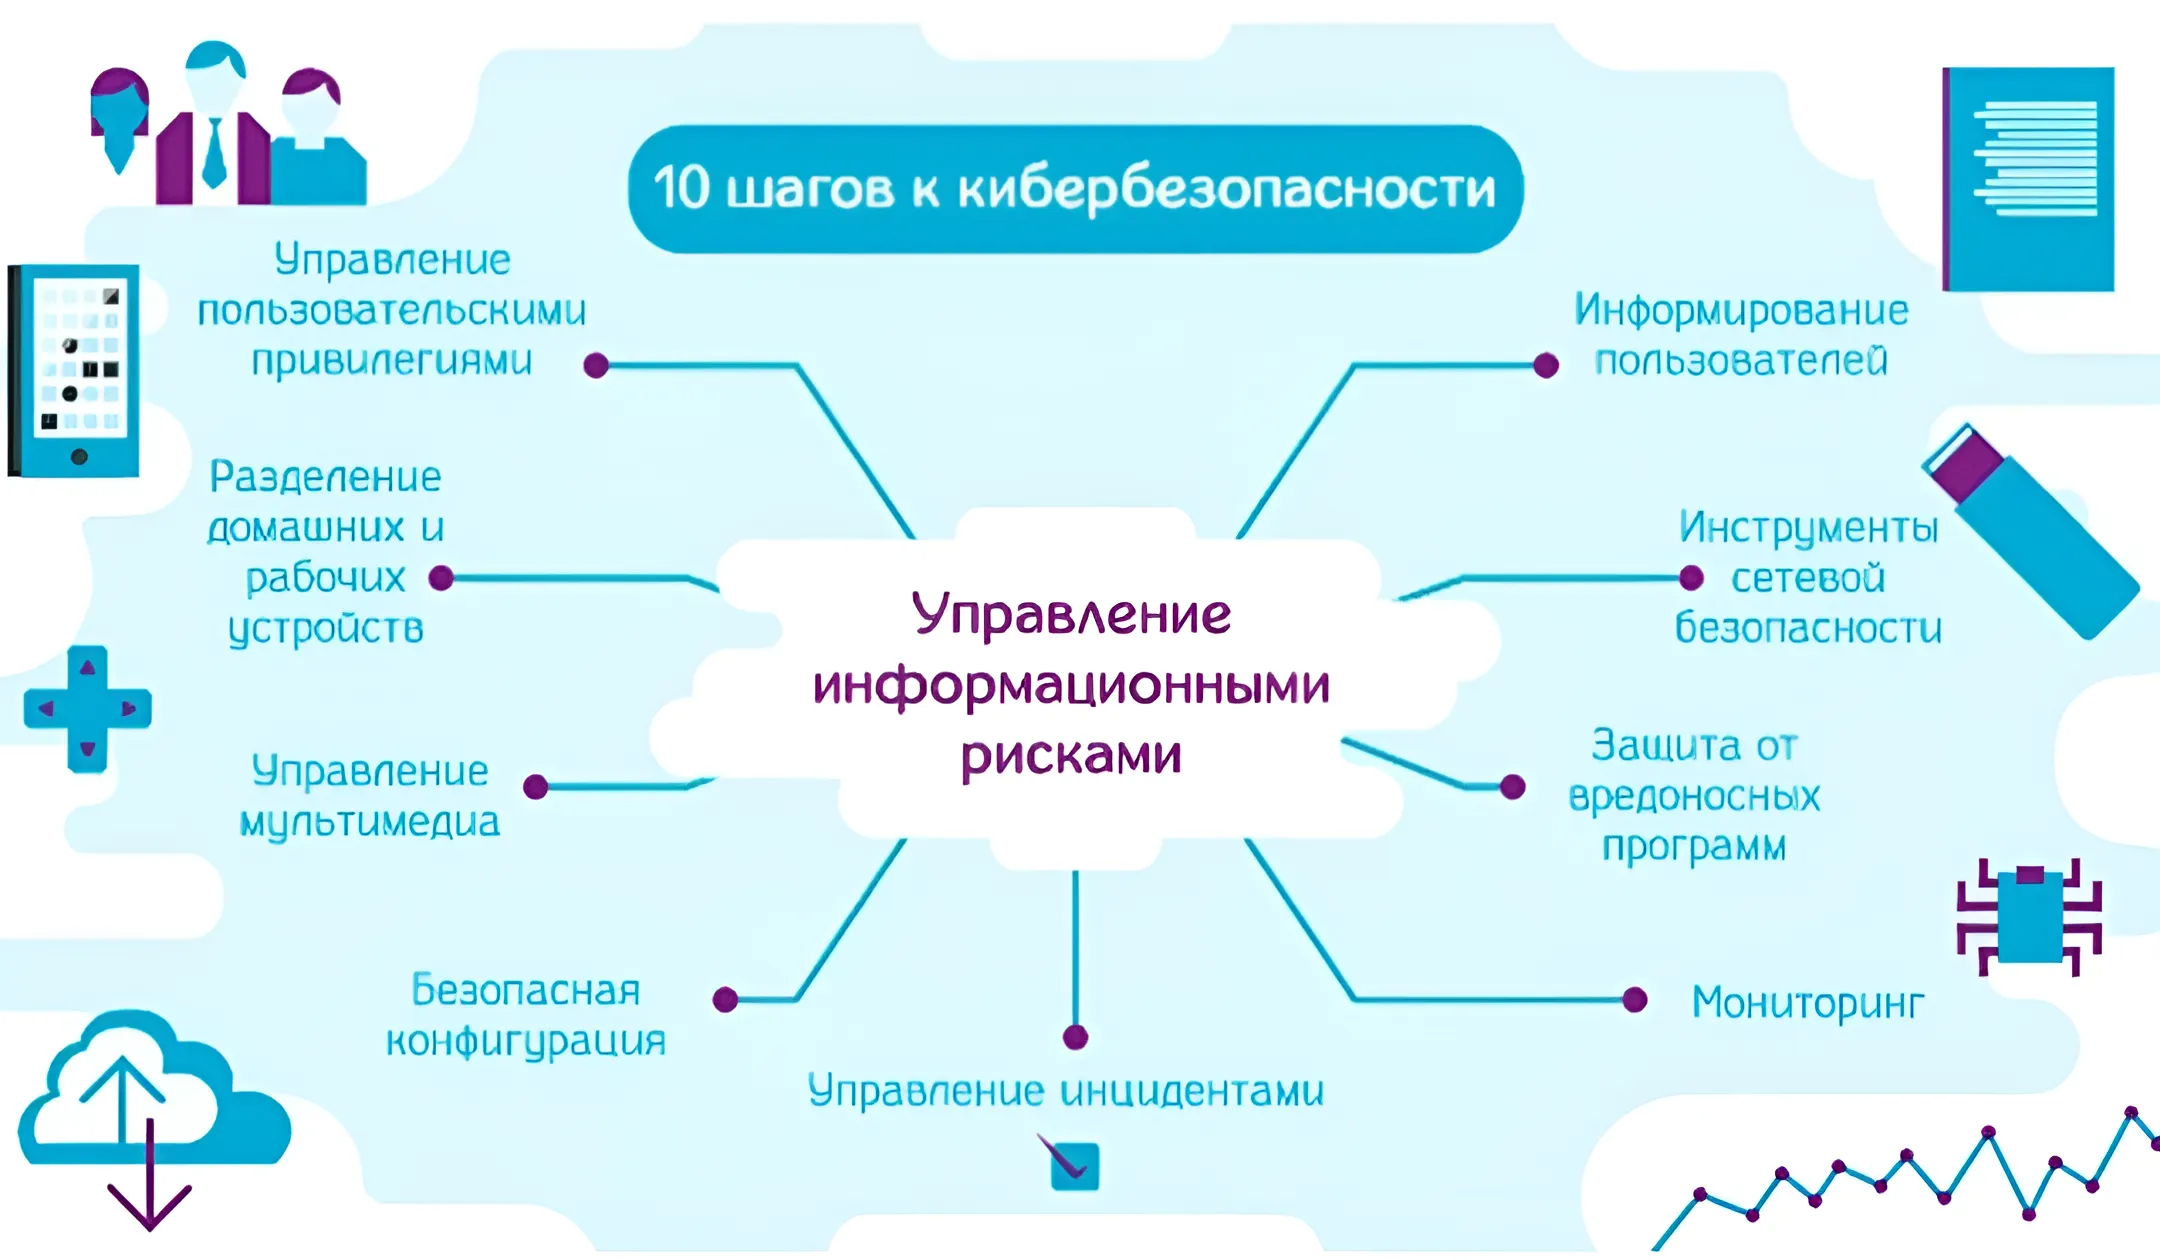 10 шагов к кибербезопасности
Управление
пользовательскими
привилегиями
Информирование
пользователей
Разделение
домашних и
рабочих
устройств
Инструменты
сетевой
безопасности
Управление
информационными
рисками
Управление
мультимедиа
Защита от
вредоносных
программ
Безопасная
конфигурация
Мониторинг
Управление инцидентами